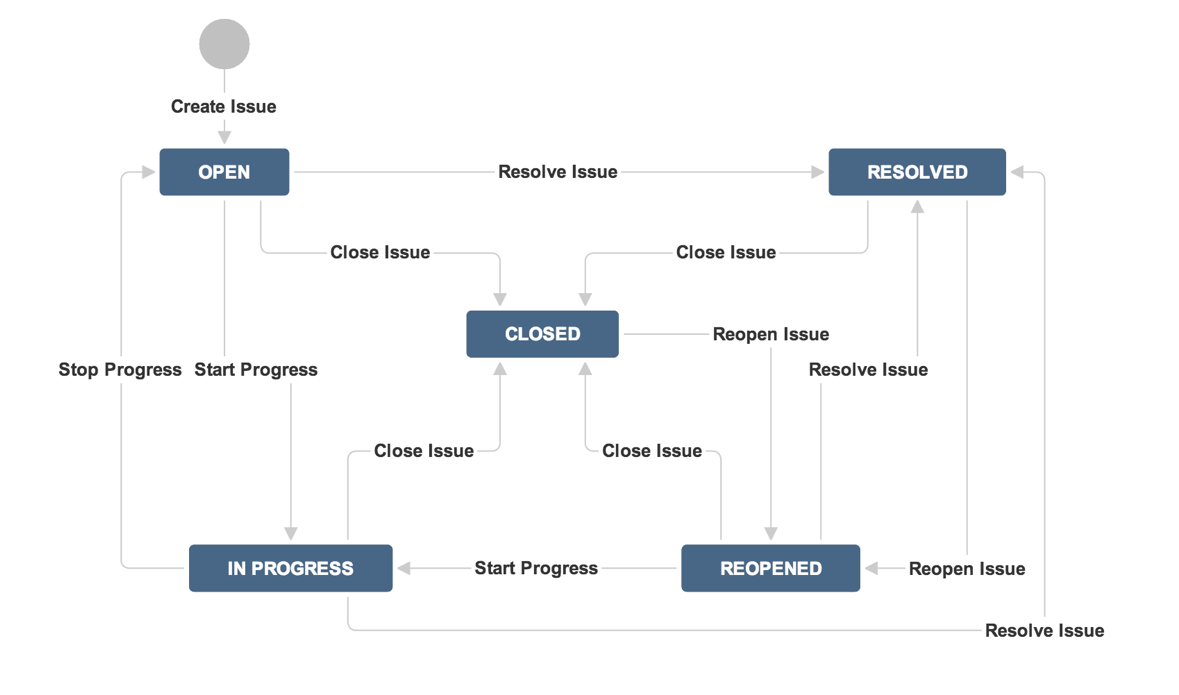 Create Issue
OPEN
Resolve Issue
RESOLVED
Close Issue
Close Issue
CLOSED
Reopen Issue
Stop Progress
Start Progress
Resolve Issue
Close Issue
Close Issue
IN PROGRESS
Start Progress
REOPENED
Reopen Issue
Resolve Issue